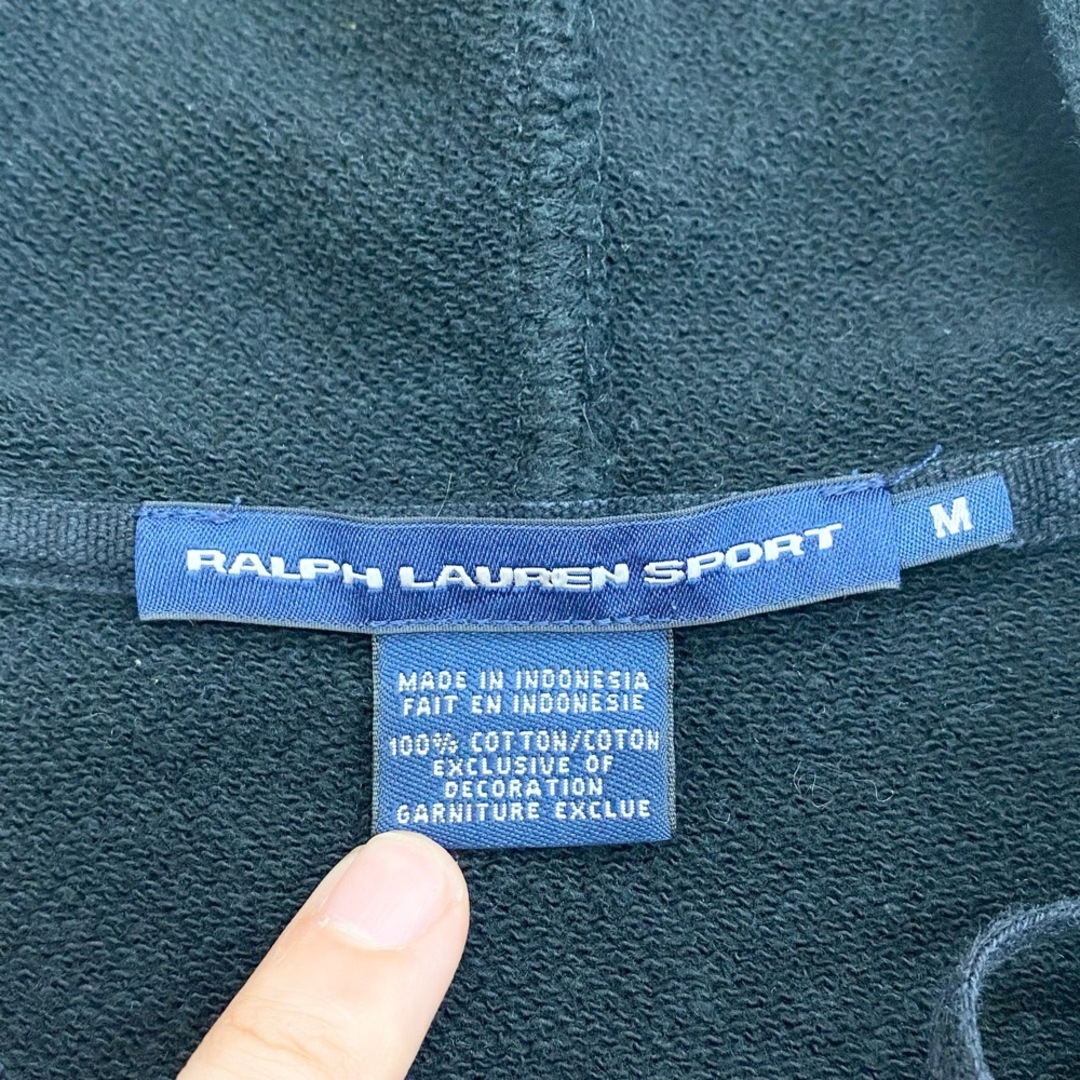 RALPH LAUREN SPORT
M
MADE IN INDONESIA
FAIT EN INDONESIE
100% COTTON/COTON
EXCLUSIVE OF
DECORATION
GARNITURE EXCLUE